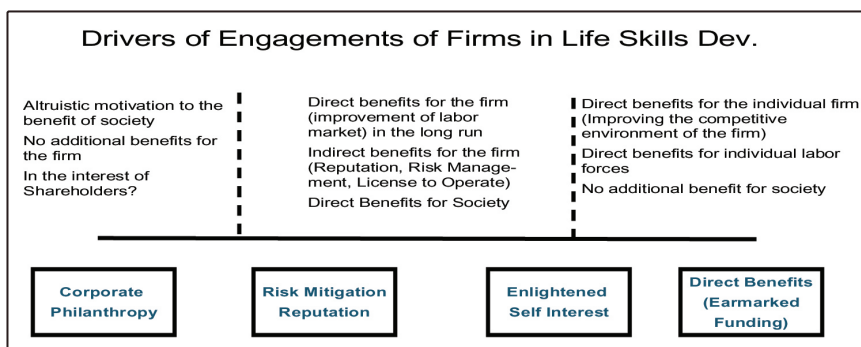 Drivers of Engagements of Firms in Life Skills Dev.
Altruistic motivation to the
benefit of society
No additional benefits for
the firm
In the interest of
Shareholders?
Direct benefits for the firm
(improvement of labor
market) in the long run
Indirect benefits for the firm
(Reputation, Risk Manage-
ment, License to Operate)
Direct Benefits for Society
Direct benefits for the individual firm
(Improving the competitive
environment of the firm)
Direct benefits for individual labor
forces
No additional benefit for society
Corporate
Philanthropy
Risk Mitigation
Reputation
Enlightened
Self Interest
Direct Benefits
(Earmarked
Funding)